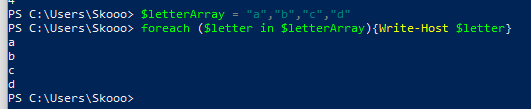 PS C:\Users\Skooo> $letterArray = "a","b","c","d"
PS C:\Users\Skooo> foreach ($letter in $letterArray){Write-Host $letter}
a
b
c
d
PS C:\Users\Skooo>